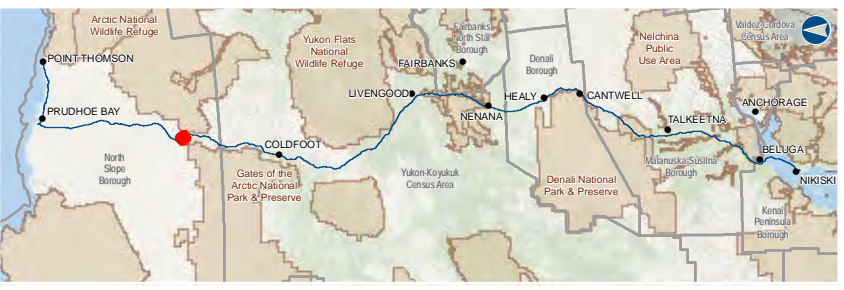 Arctic National
Wildlife Refuge
POINT THOMSON
PRUDHOE BAY
North
Slope
Borough
Yukon Flats
National
Wildlife Refuge
COLDFOOT
Gates of the
Arctic National
Park & Preserve
LIVENGOOD
FAIRBANKS
Fairbanks
North Star
Borough
NENANA
Yukon-Koyukuk
Census Area
Denali
Borough
HEALY
CANTWELL
Denali National
Park & Preserve
Nelchina
Public
Use Area
TALKEETNA
Matanuska-Susitna
Borough
Valdez-Cordova
Census Area
ANCHORAGE
BELUGA
NIKISKI
Kenai
Peninsula
Borough